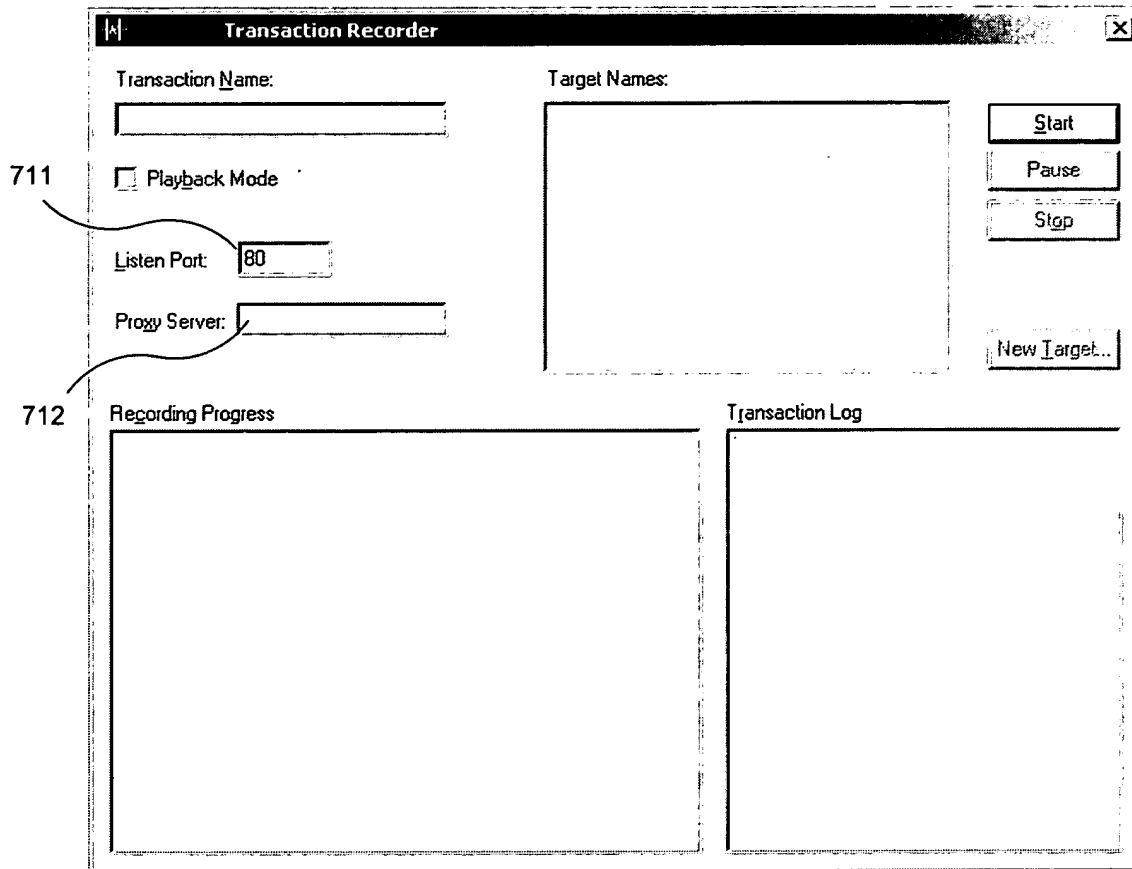 Transaction Recorder
Transaction Name:
Target Names:
Start
Pause
Stop
711
Playback Mode
Listen Port: 80
Proxy Server:
New Target...
712
Recording Progress
Transaction Log